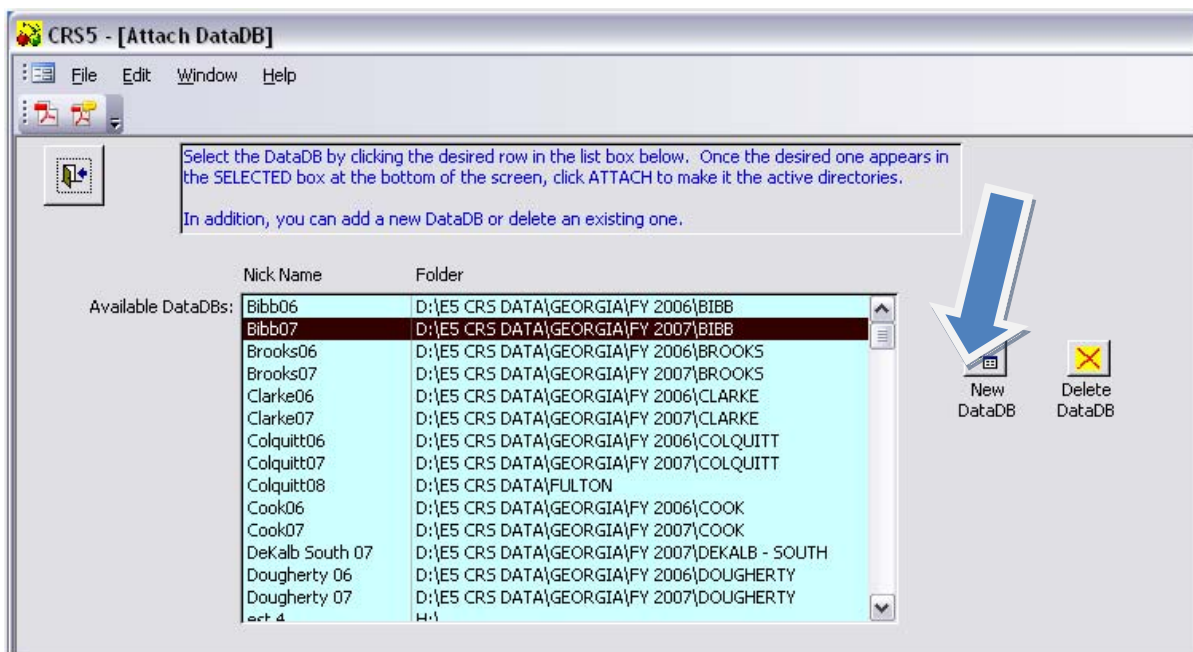 CRS5 - [Attach DataDB]
File Edit Window Help
Select the DataDB by clicking the desired row in the list box below. Once the desired one appears in
the SELECTED box at the bottom of the screen, click ATTACH to make it the active directories.
In addition, you can add a new DataDB or delete an existing one.
Nick Name Folder
Available DataDBs: Bibb06 D:\E5 CRS DATA\GEORGIA\FY 2006\BIBB
Bibb07 D:\E5 CRS DATA\GEORGIA\FY 2007\BIBB
Brooks06 D:\E5 CRS DATA\GEORGIA\FY 2006\BROOKS
Brooks07 D:\E5 CRS DATA\GEORGIA\FY 2007\BROOKS
Clarke06 D:\E5 CRS DATA\GEORGIA\FY 2006\CLARKE
Clarke07 D:\E5 CRS DATA\GEORGIA\FY 2007\CLARKE
Colquitt06 D:\E5 CRS DATA\GEORGIA\FY 2006\COLQUITT
Colquitt07 D:\E5 CRS DATA\GEORGIA\FY 2007\COLQUITT
Colquitt08 D:\E5 CRS DATA\FULTON
Cook06 D:\E5 CRS DATA\GEORGIA\FY 2006\COOK
Cook07 D:\E5 CRS DATA\GEORGIA\FY 2007\COOK
DeKalb South 07 D:\E5 CRS DATA\GEORGIA\FY 2007\DEKALB - SOUTH
Dougherty 06 D:\E5 CRS DATA\GEORGIA\FY 2006\DOUGHERTY
Dougherty 07 D:\E5 CRS DATA\GEORGIA\FY 2007\DOUGHERTY
est 4 H:\
New
DataDB
Delete
DataDB